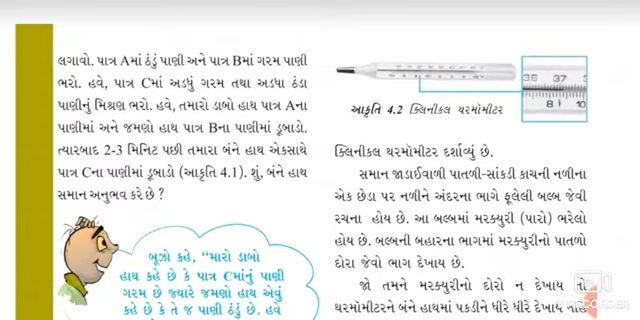 લગાવો. પાત્ર Aમાં ઠંડું પાણી અને પાત્ર Bમાં ગરમ પાણી
ભરો. હવે, પાત્ર Cમાં અડધું ગરમ તથા અડધા ઠંડા
પાણીનું મિશ્રણ ભરો. હવે, તમારો ડાબો હાથ પાત્ર Aના
પાણીમાં અને જમણો હાથ પાત્ર Bના પાણીમાં ડૂબાડો.
ત્યારબાદ 2-3 મિનિટ પછી તમારા બંને હાથ એકસાથે
પાત્ર Cના પાણીમાં ડૂબાડો (આકૃતિ 4.1). શું, બંને હાથ
સમાન અનુભવ કરે છે ?
બૂઝો કહે, “મારો ડાબો
હાથ કહે છે કે પાત્ર Cમાંનું પાણી
ગરમ છે જ્યારે જમણો હાથ એવું
કહે છે કે તે જ પાણી ઠંડું છે. હવે
36 37
8 10
આકૃતિ 4.2 ક્લિનીકલ થરમૉમીટર
ક્લિનીકલ થરમૉમીટર દર્શાવ્યું છે.
સમાન જાડાઈવાળી પાતળી-સાંકડી કાચની નળીના
એક છેડા પર નળીને અંદરના ભાગે ફૂલેલી બલ્બ જેવી
રચના હોય છે. આ બલ્બમાં મરક્યુરી (પારો) ભરેલો
હોય છે. બલ્બની બહારના ભાગમાં મરક્યુરીનો પાતળો
દોરા જેવો ભાગ દેખાય છે.
જો તમને મરક્યુરીનો દોરો ન દેખાય તો
થરમૉમીટરને બંને હાથમાં પકડીને ધીરે ધીરે દેખાય
RECORDER